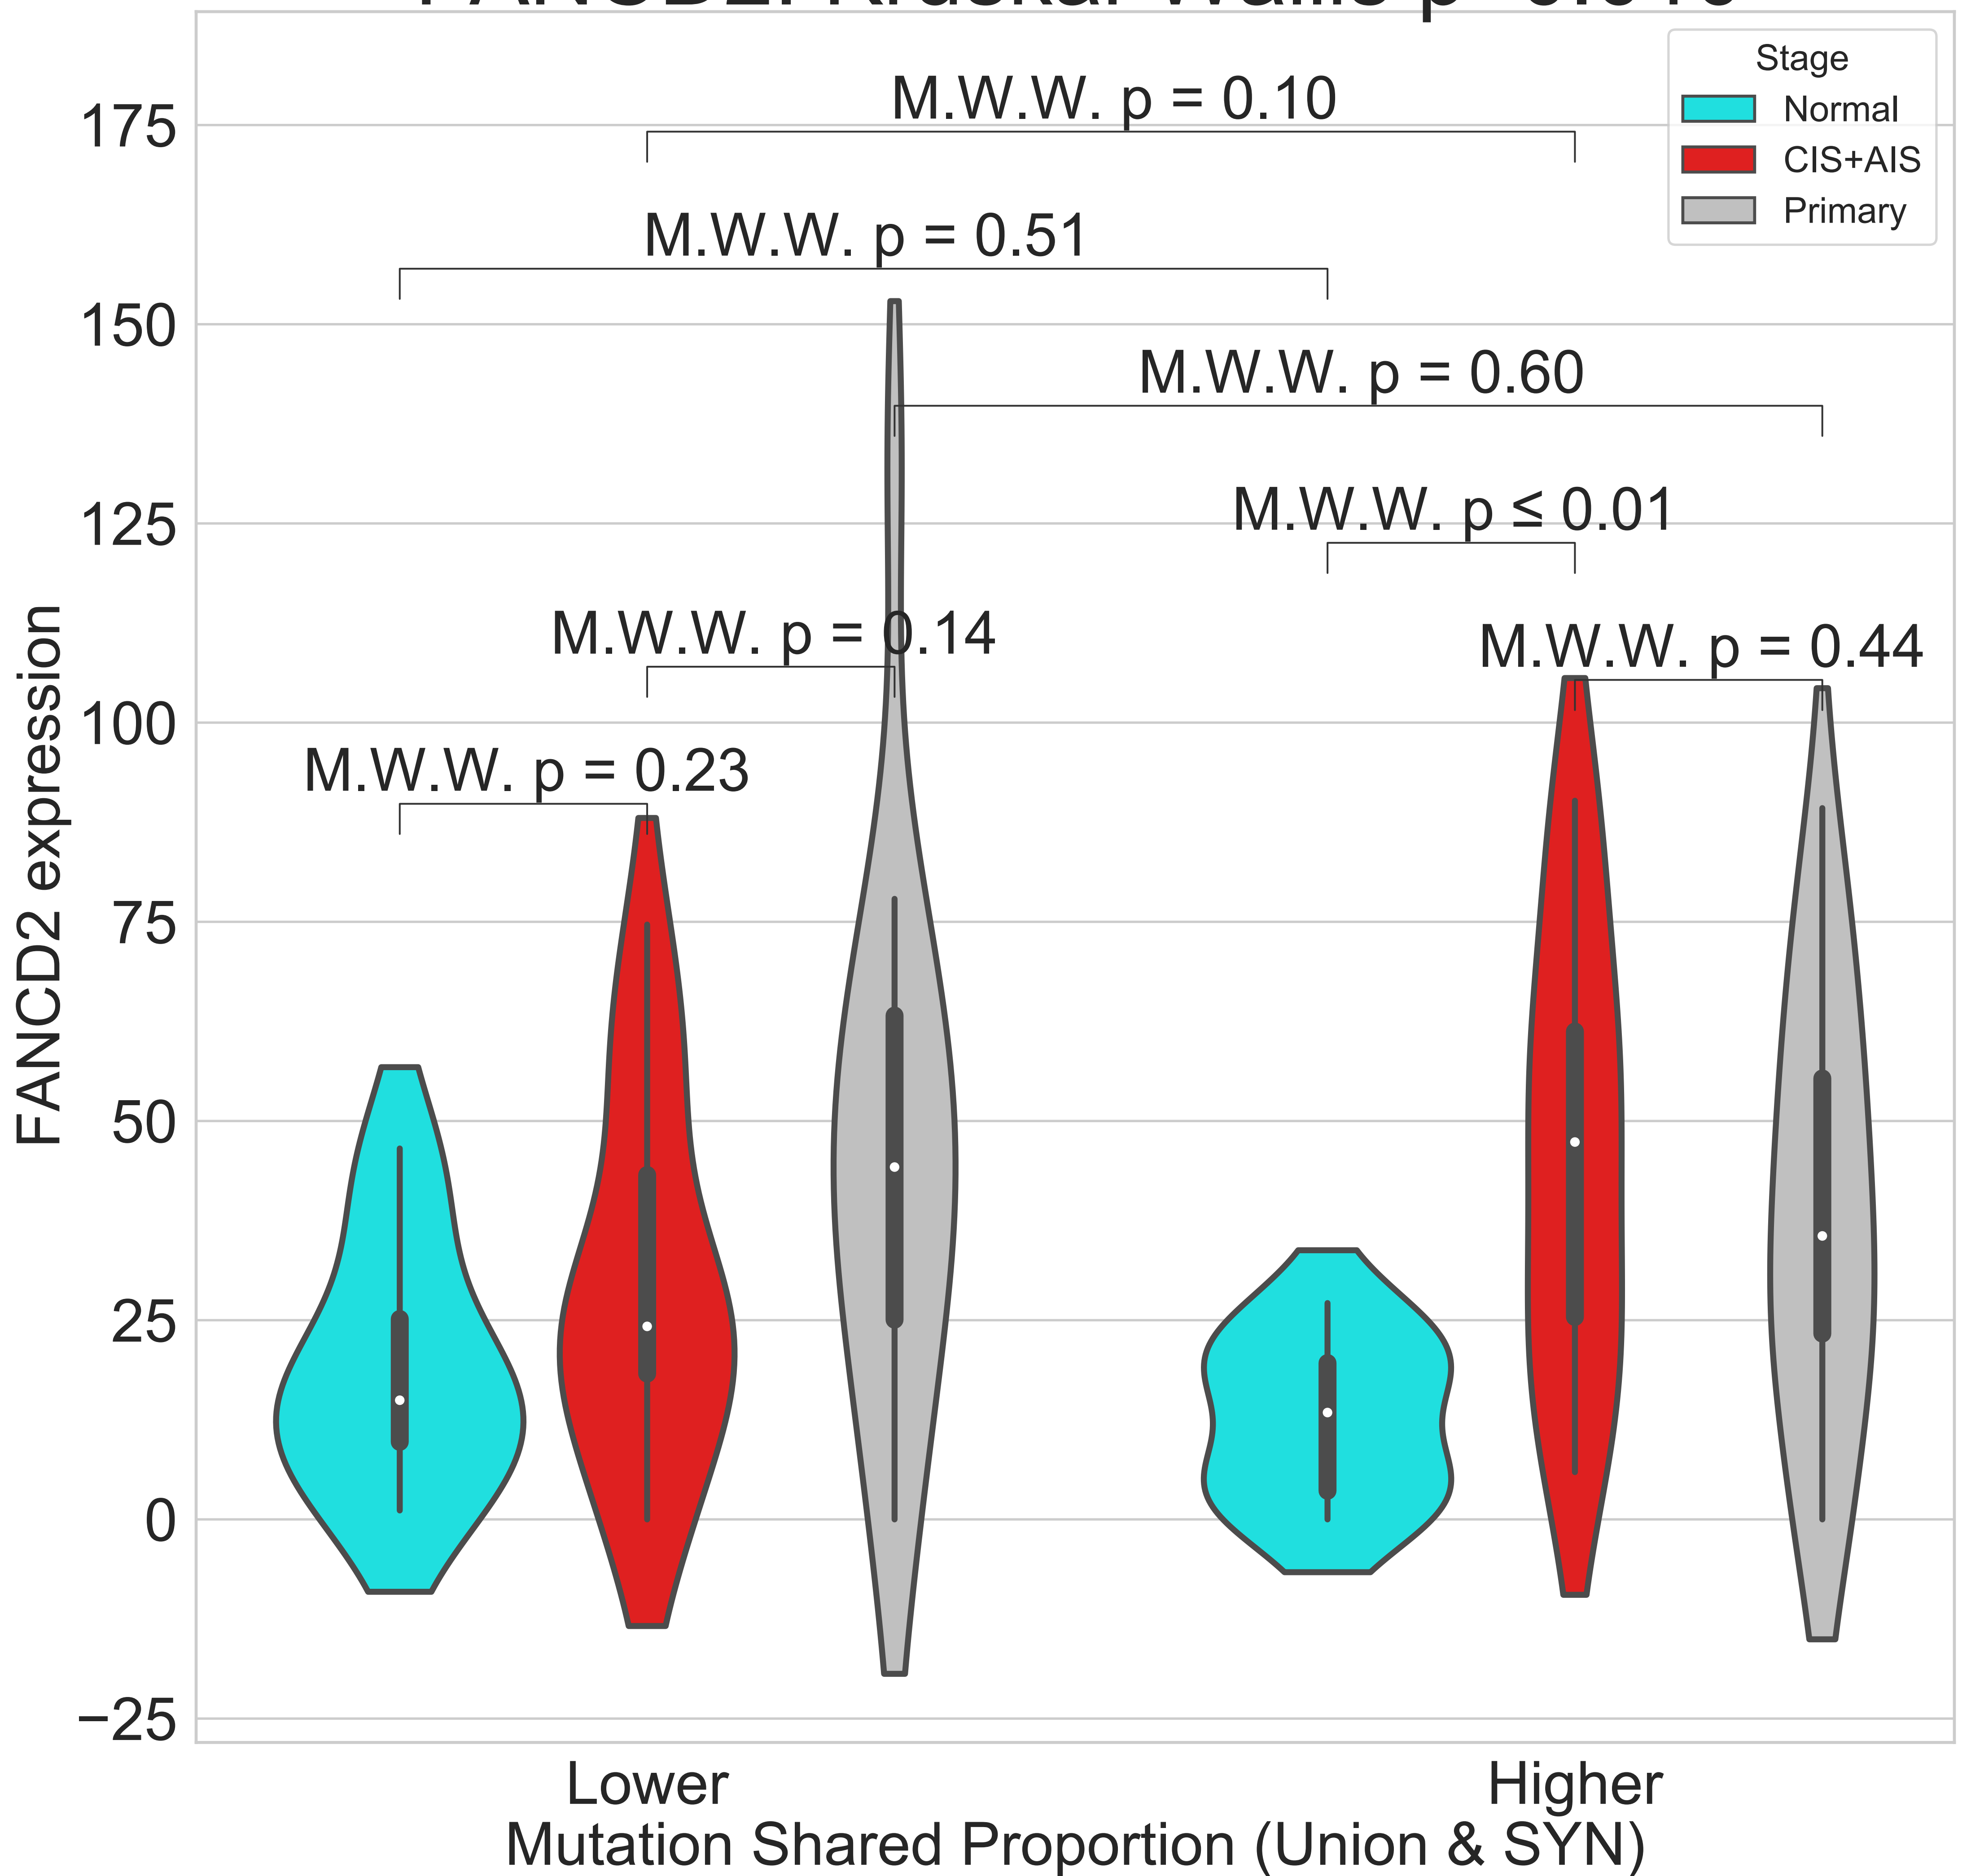 Stage
Normal
CIS+AIS
Primary
M.W.W. p = 0.10
M.W.W. p = 0.51
M.W.W. p = 0.60
M.W.W. p ≤ 0.01
M.W.W. p = 0.14
M.W.W. p = 0.44
M.W.W. p = 0.23
175
150
125
100
75
50
25
0
−25
FANCD2 expression
Lower
Higher
Mutation Shared Proportion (Union & SYN)